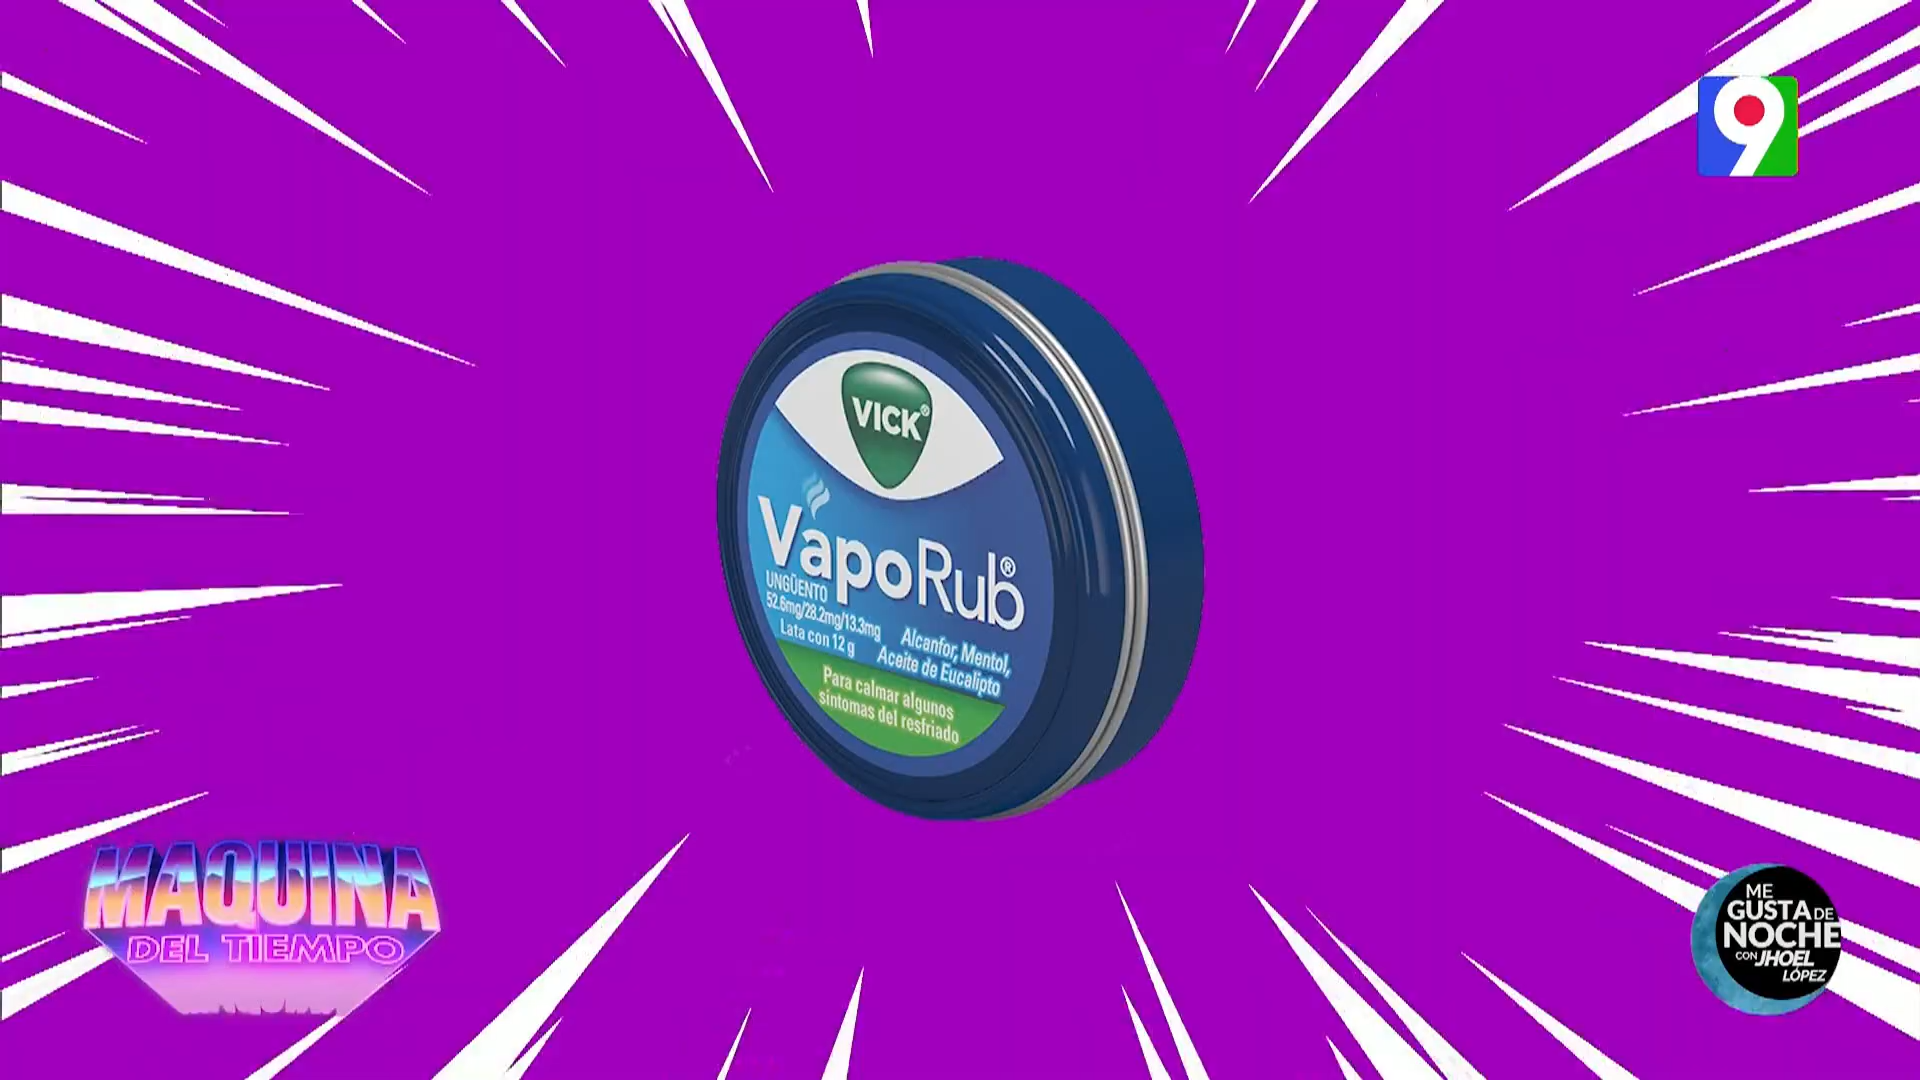 9
VICK®
VapoRub®
UNGÜENTO
52.6mg/28.2mg/13.3mg
Lata con 12 g
Alcanfor, Mentol,
Aceite de Eucalipto
Para calmar algunos
síntomas del resfriado
MAQUINA
DEL TIEMPO
ME
GUSTA DE
NOCHE
CON JHOEL
LÓPEZ